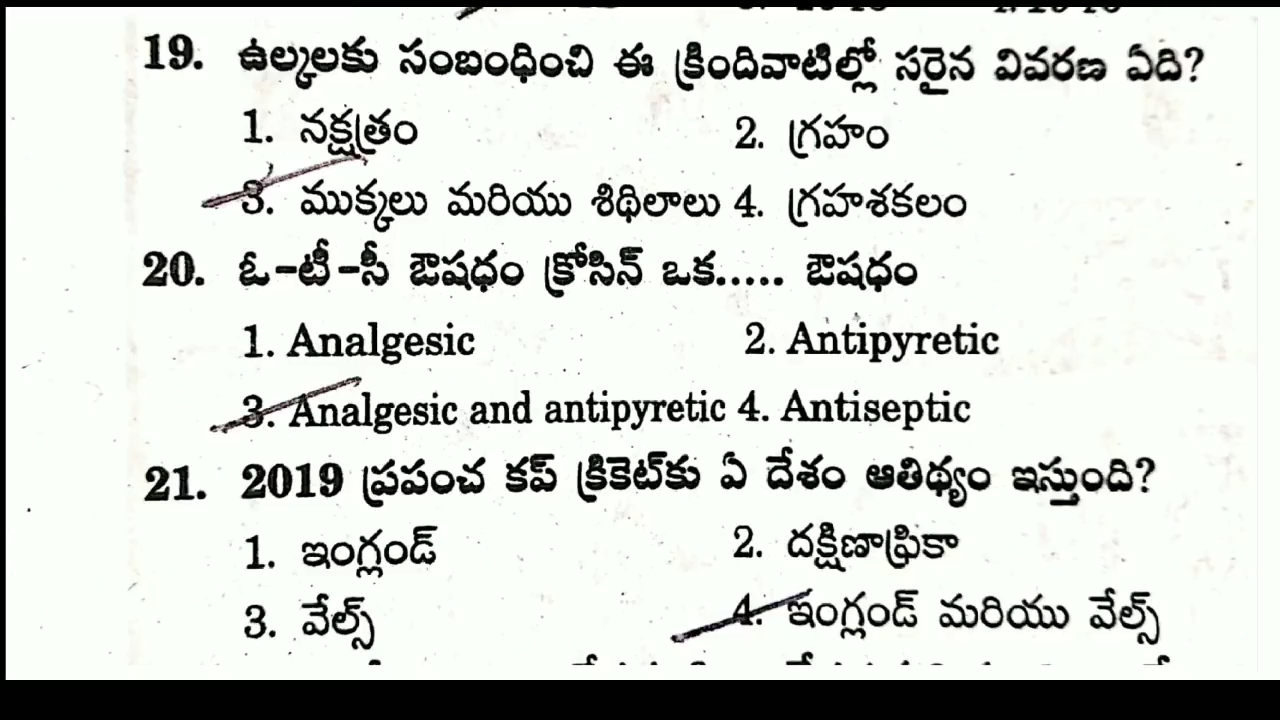 19. ఉల్కలకు సంబంధించి ఈ క్రిందివాటిల్లో సరైన వివరణ ఏది?
1. నక్షత్రం 2. గ్రహం
3. ముక్కలు మరియు శిథిలాలు 4. గ్రహశకలం
20. ఓ-టీ-సీ ఔషధం క్రోసిన్ ఒక..... ఔషధం
1. Analgesic 2. Antipyretic
3. Analgesic and antipyretic 4. Antiseptic
21. 2019 ప్రపంచ కప్ క్రికెట్‌కు ఏ దేశం ఆతిథ్యం ఇస్తుంది?
1. ఇంగ్లండ్ 2. దక్షిణాఫ్రికా
3. వేల్స్ 4. ఇంగ్లండ్ మరియు వేల్స్